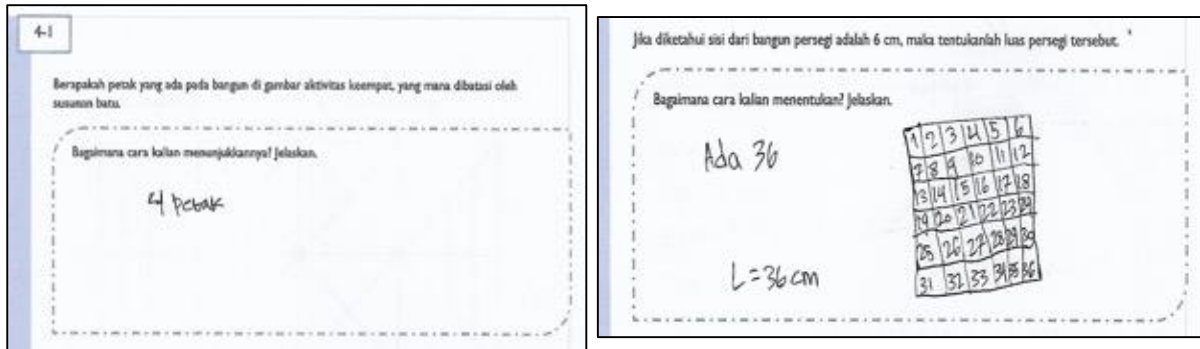 4-1
Berapakah petak yang ada pada bangun di gambar aktivitas keempat, yang mana dibatasi oleh
susunan batu.
Bagaimana cara kalian menunjukkannya? Jelaskan.
4 petak
Jika diketahui sisi dari bangun persegi adalah 6 cm, maka tentukanlah luas persegi tersebut.
Bagaimana cara kalian menentukan? Jelaskan.
Ada 36
L = 36 cm
1 2 3 4 5 6
7 8 9 10 11 12
13 14 15 16 17 18
19 20 21 22 23 24
25 26 27 28 29 30
31 32 33 34 35 36